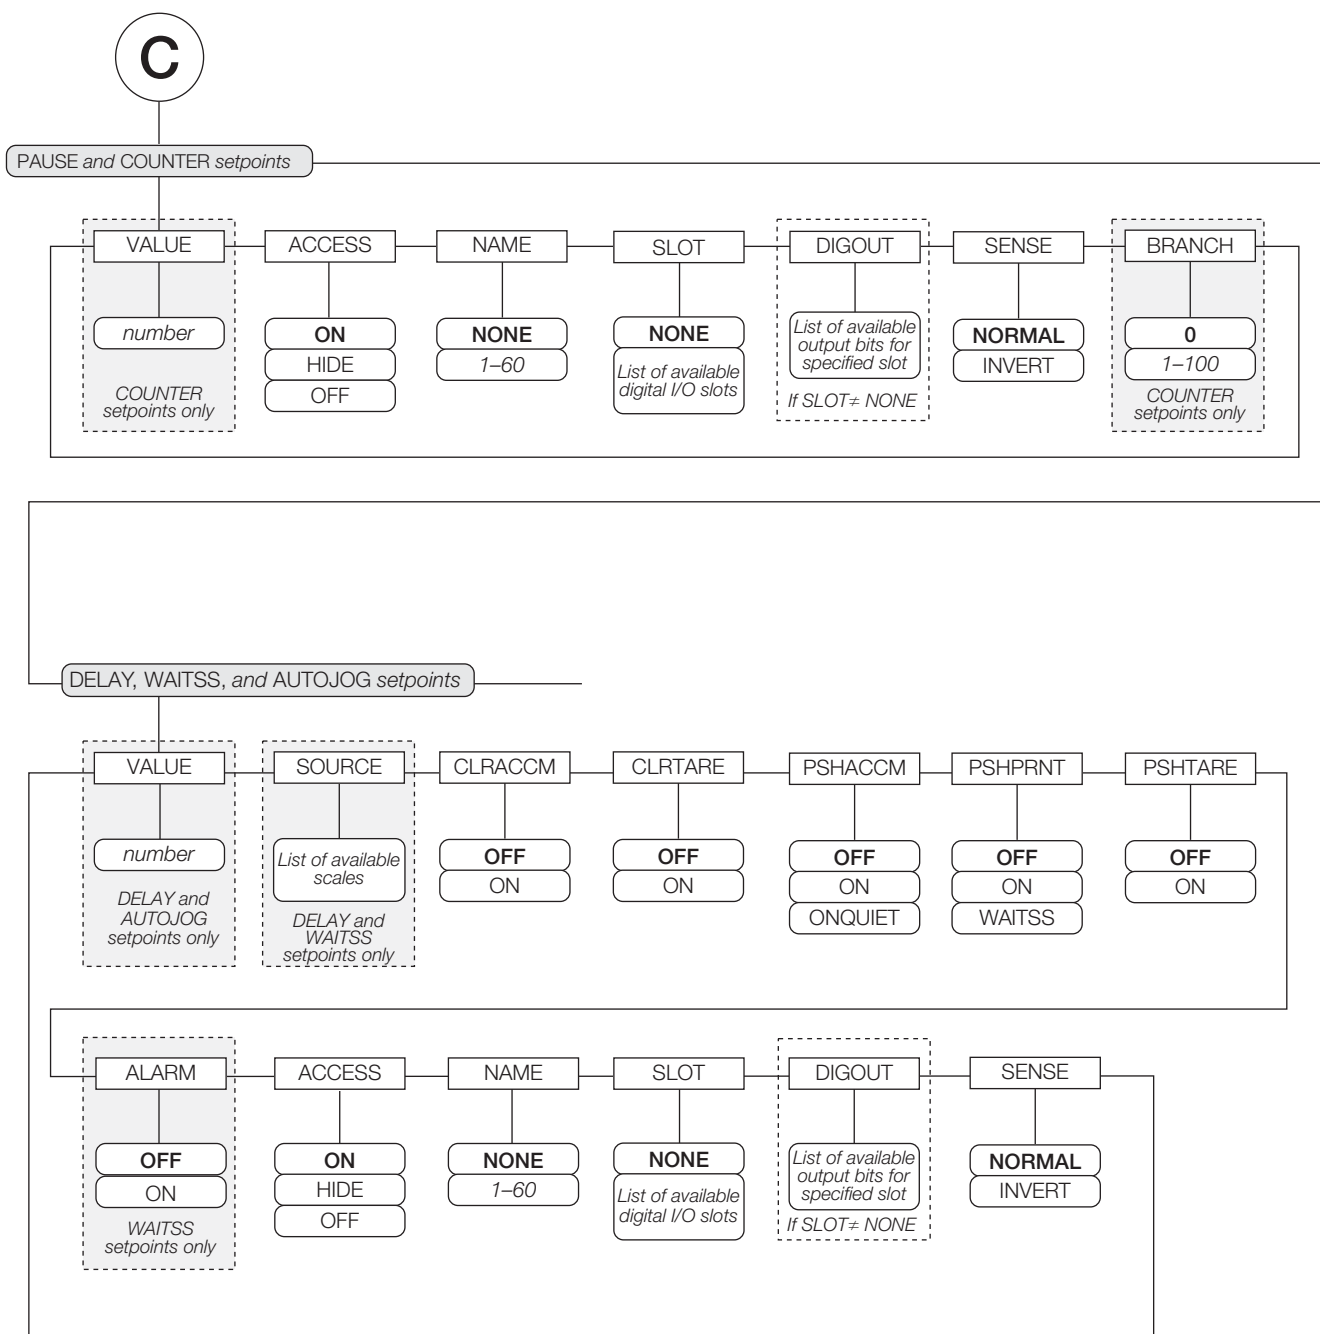 C
PAUSE and COUNTER setpoints
VALUE
ACCESS
NAME
SLOT
DIGOUT
SENSE
BRANCH
number
COUNTER
setpoints only
ON
HIDE
OFF
NONE
1–60
NONE
List of available
digital I/O slots
List of available
output bits for
specified slot
If SLOT≠ NONE
NORMAL
INVERT
0
1–100
COUNTER
setpoints only
DELAY, WAITSS, and AUTOJOG setpoints
VALUE
SOURCE
CLRACCM
CLRTARE
PSHACCM
PSHPRNT
PSHTARE
number
DELAY and
AUTOJOG
setpoints only
List of available
scales
DELAY and
WAITSS
setpoints only
OFF
ON
OFF
ON
OFF
ON
ONQUIET
OFF
ON
WAITSS
OFF
ON
ALARM
ACCESS
NAME
SLOT
DIGOUT
SENSE
OFF
ON
WAITSS
setpoints only
ON
HIDE
OFF
NONE
1–60
NONE
List of available
digital I/O slots
List of available
output bits for
specified slot
If SLOT≠ NONE
NORMAL
INVERT